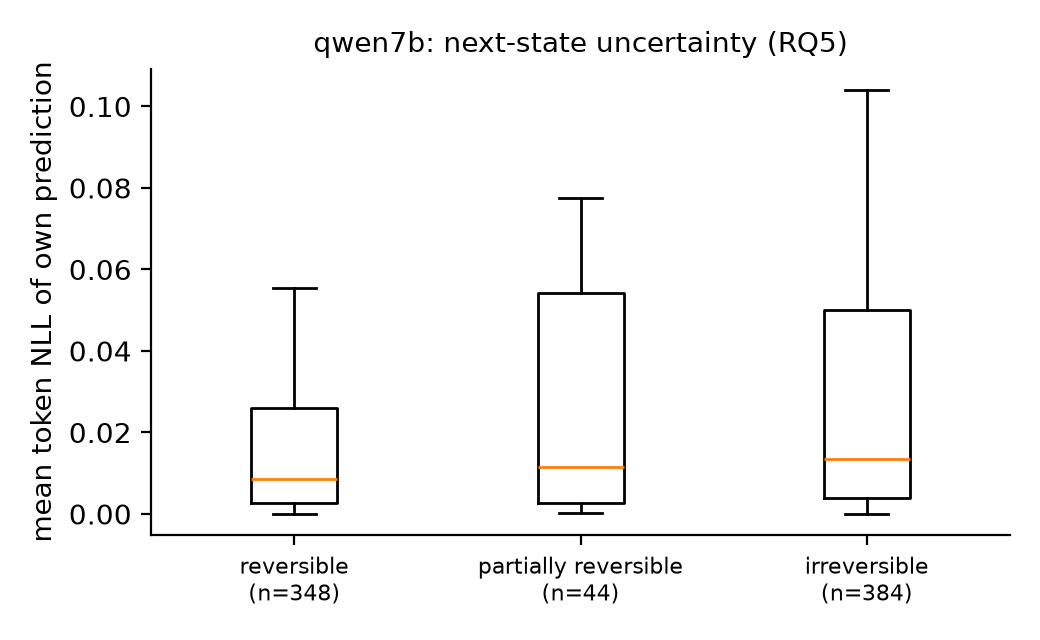 qwen7b: next-state uncertainty (RQ5)
mean token NLL of own prediction
0.10
0.08
0.06
0.04
0.02
0.00
reversible
(n=348)
partially reversible
(n=44)
irreversible
(n=384)